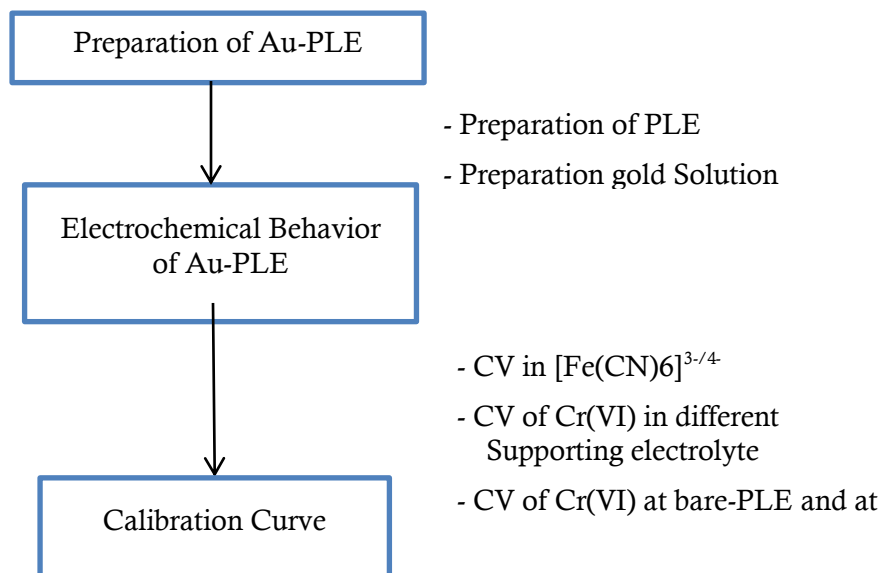 Preparation of Au-PLE
- Preparation of PLE
- Preparation gold Solution
Electrochemical Behavior
of Au-PLE
- CV in [Fe(CN)6]³⁻/⁴⁻
- CV of Cr(VI) in different
Supporting electrolyte
- CV of Cr(VI) at bare-PLE and at
Calibration Curve